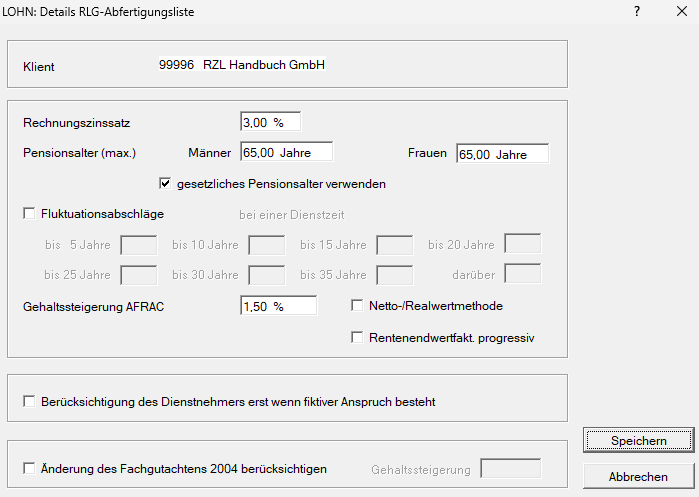 LOHN: Details RLG-Abfertigungsliste ? ×
Klient 99996 RZL Handbuch GmbH
Rechnungszinssatz 3,00 %
Pensionsalter (max.) Männer 65,00 Jahre Frauen 65,00 Jahre
gesetzliches Pensionsalter verwenden
Fluktuationsabschläge bei einer Dienstzeit
bis 5 Jahre bis 10 Jahre bis 15 Jahre bis 20 Jahre
bis 25 Jahre bis 30 Jahre bis 35 Jahre darüber
Gehaltssteigerung AFRAC 1,50 % Netto-/Realwertmethode
Rentenendwertfakt. progressiv
Berücksichtigung des Dienstnehmers erst wenn fiktiver Anspruch besteht
Speichern
Änderung des Fachgutachtens 2004 berücksichtigen Gehaltssteigerung
Abbrechen